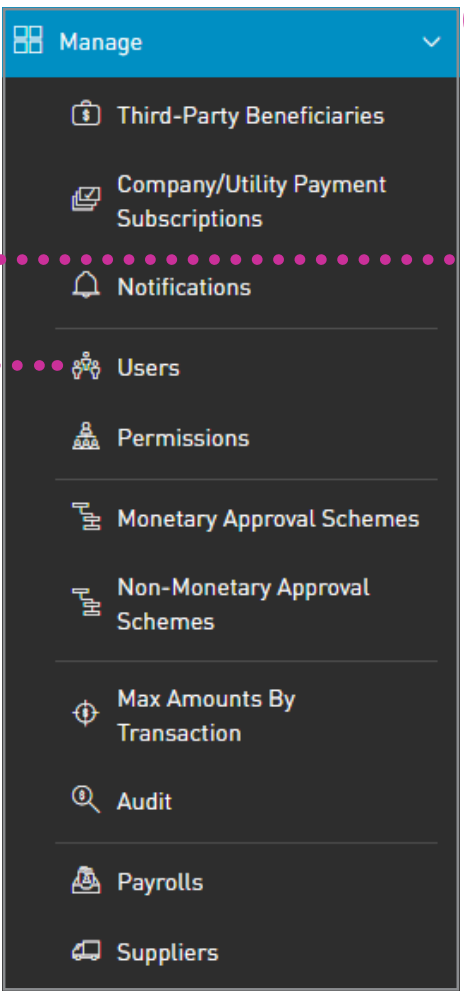 Manage
Third-Party Beneficiaries
Company/Utility Payment
Subscriptions
Notifications
Users
Permissions
Monetary Approval Schemes
Non-Monetary Approval
Schemes
Max Amounts By
Transaction
Audit
Payrolls
Suppliers